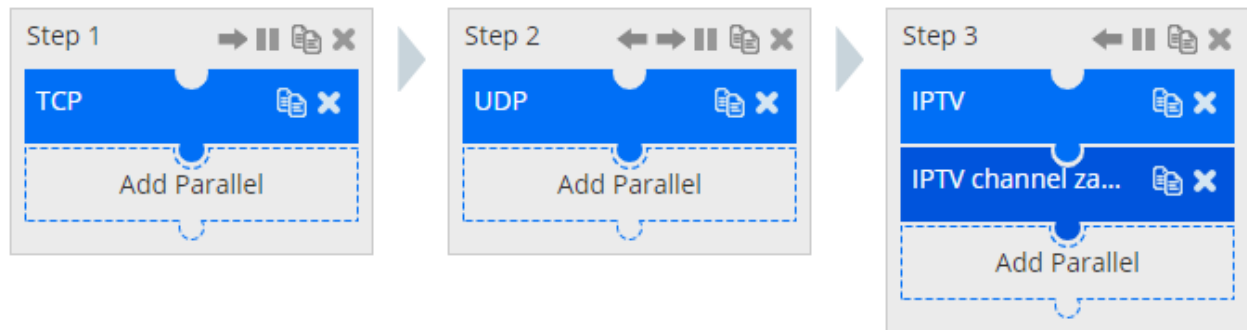 Step 1
TCP
Add Parallel
Step 2
UDP
Add Parallel
Step 3
IPTV
IPTV channel za...
Add Parallel